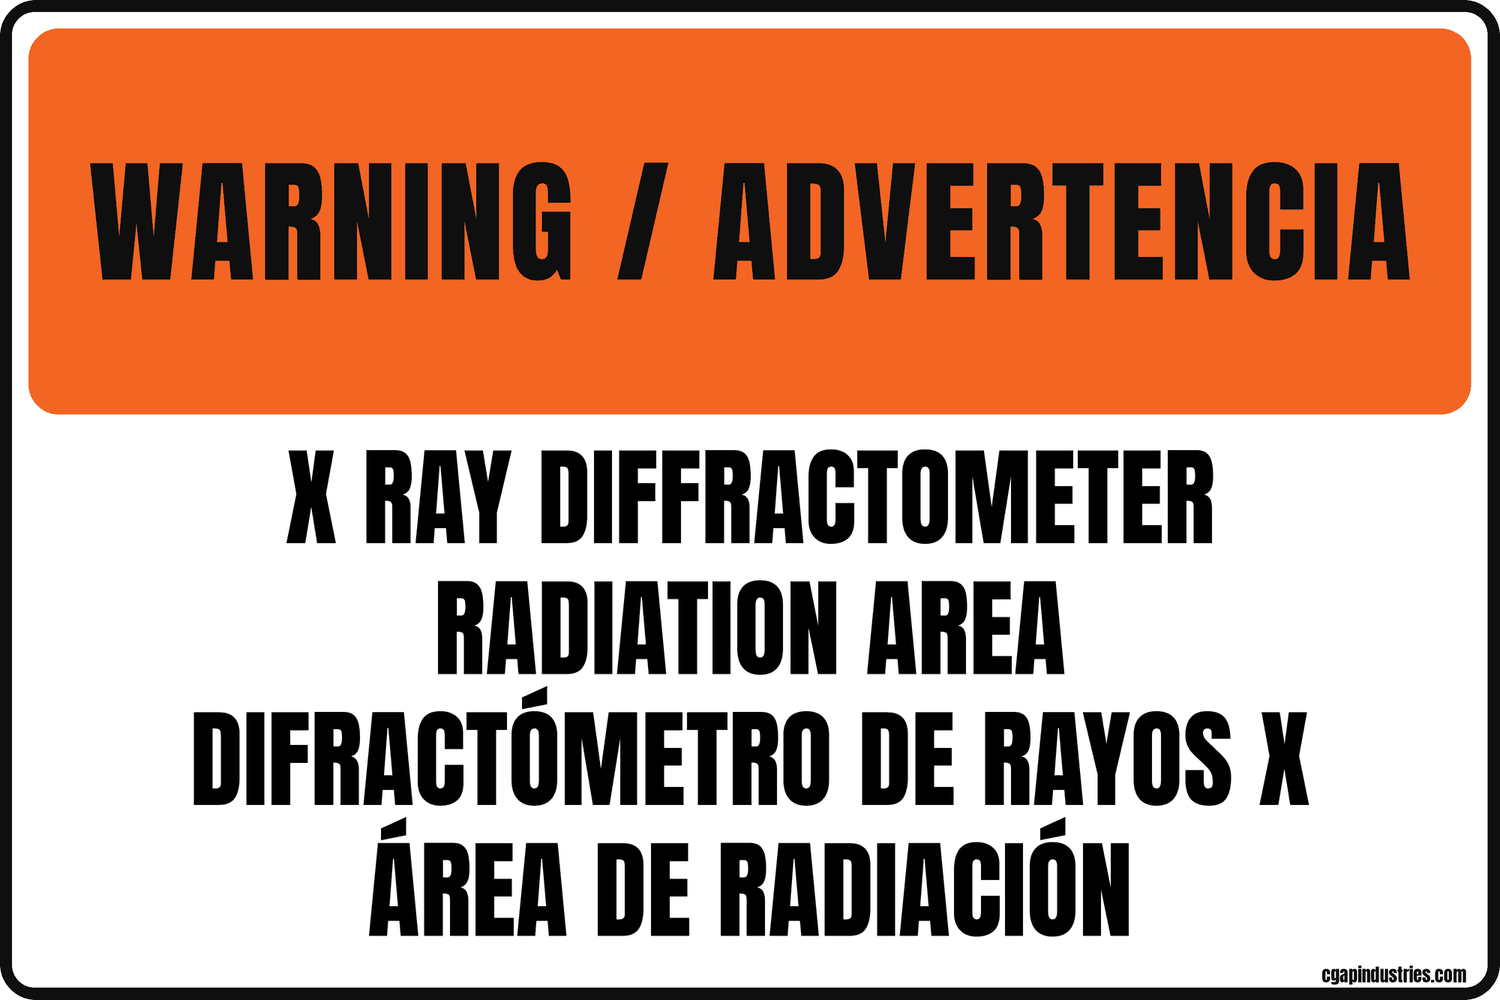 WARNING / ADVERTENCIA
X RAY DIFFRACTOMETER
RADIATION AREA
DIFRACTÓMETRO DE RAYOS X
ÁREA DE RADIACIÓN
cgapindustries.com